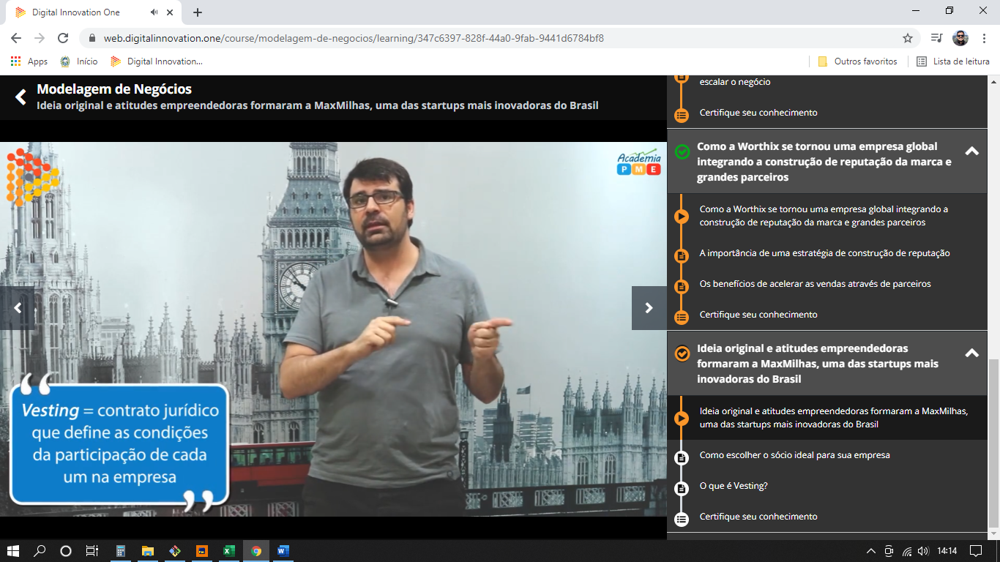 Digital Innovation One
web.digitalinnovation.one/course/modelagem-de-negocios/learning/347c6397-828f-44a0-9fab-9441d6784bf8
Apps
Início
Digital Innovation...
Outros favoritos
Lista de leitura
Modelagem de Negócios
Ideia original e atitudes empreendedoras formaram a MaxMilhas, uma das startups mais inovadoras do Brasil
Academia
PME
“
Vesting = contrato jurídico
que define as condições
da participação de cada
um na empresa
”
escalar o negócio
Certifique seu conhecimento
Como a Worthix se tornou uma empresa global
integrando a construção de reputação da marca e
grandes parceiros
Como a Worthix se tornou uma empresa global integrando a
construção de reputação da marca e grandes parceiros
A importância de uma estratégia de construção de reputação
Os benefícios de acelerar as vendas através de parceiros
Certifique seu conhecimento
Ideia original e atitudes empreendedoras
formaram a MaxMilhas, uma das startups mais
inovadoras do Brasil
Ideia original e atitudes empreendedoras formaram a MaxMilhas,
uma das startups mais inovadoras do Brasil
Como escolher o sócio ideal para sua empresa
O que é Vesting?
Certifique seu conhecimento
14:14